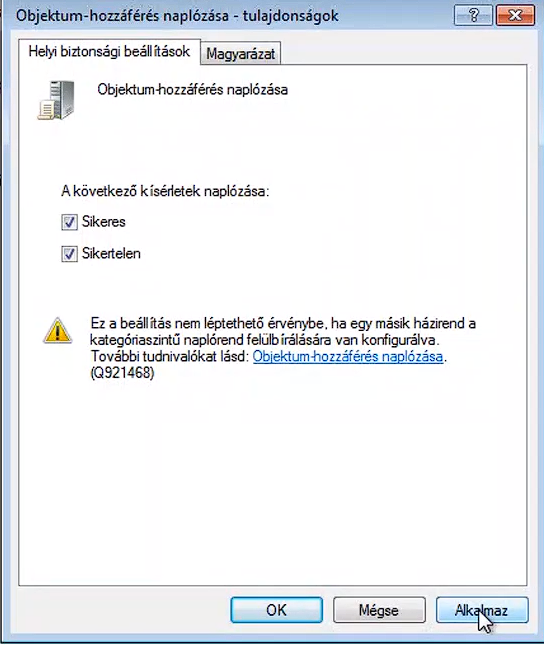 Objektum-hozzáférés naplózása - tulajdonságok
?
Helyi biztonsági beállítások
Magyarázat
Objektum-hozzáférés naplózása
A következő kísérletek naplózása:
Sikeres
Sikertelen
Ez a beállítás nem léptethető érvénybe, ha egy másik házirend a
kategóriaszintű naplórend felülbírálására van konfigurálva.
További tudnivalókat lásd: Objektum-hozzáférés naplózása.
(Q921468)
OK
Mégse
Alkalmaz